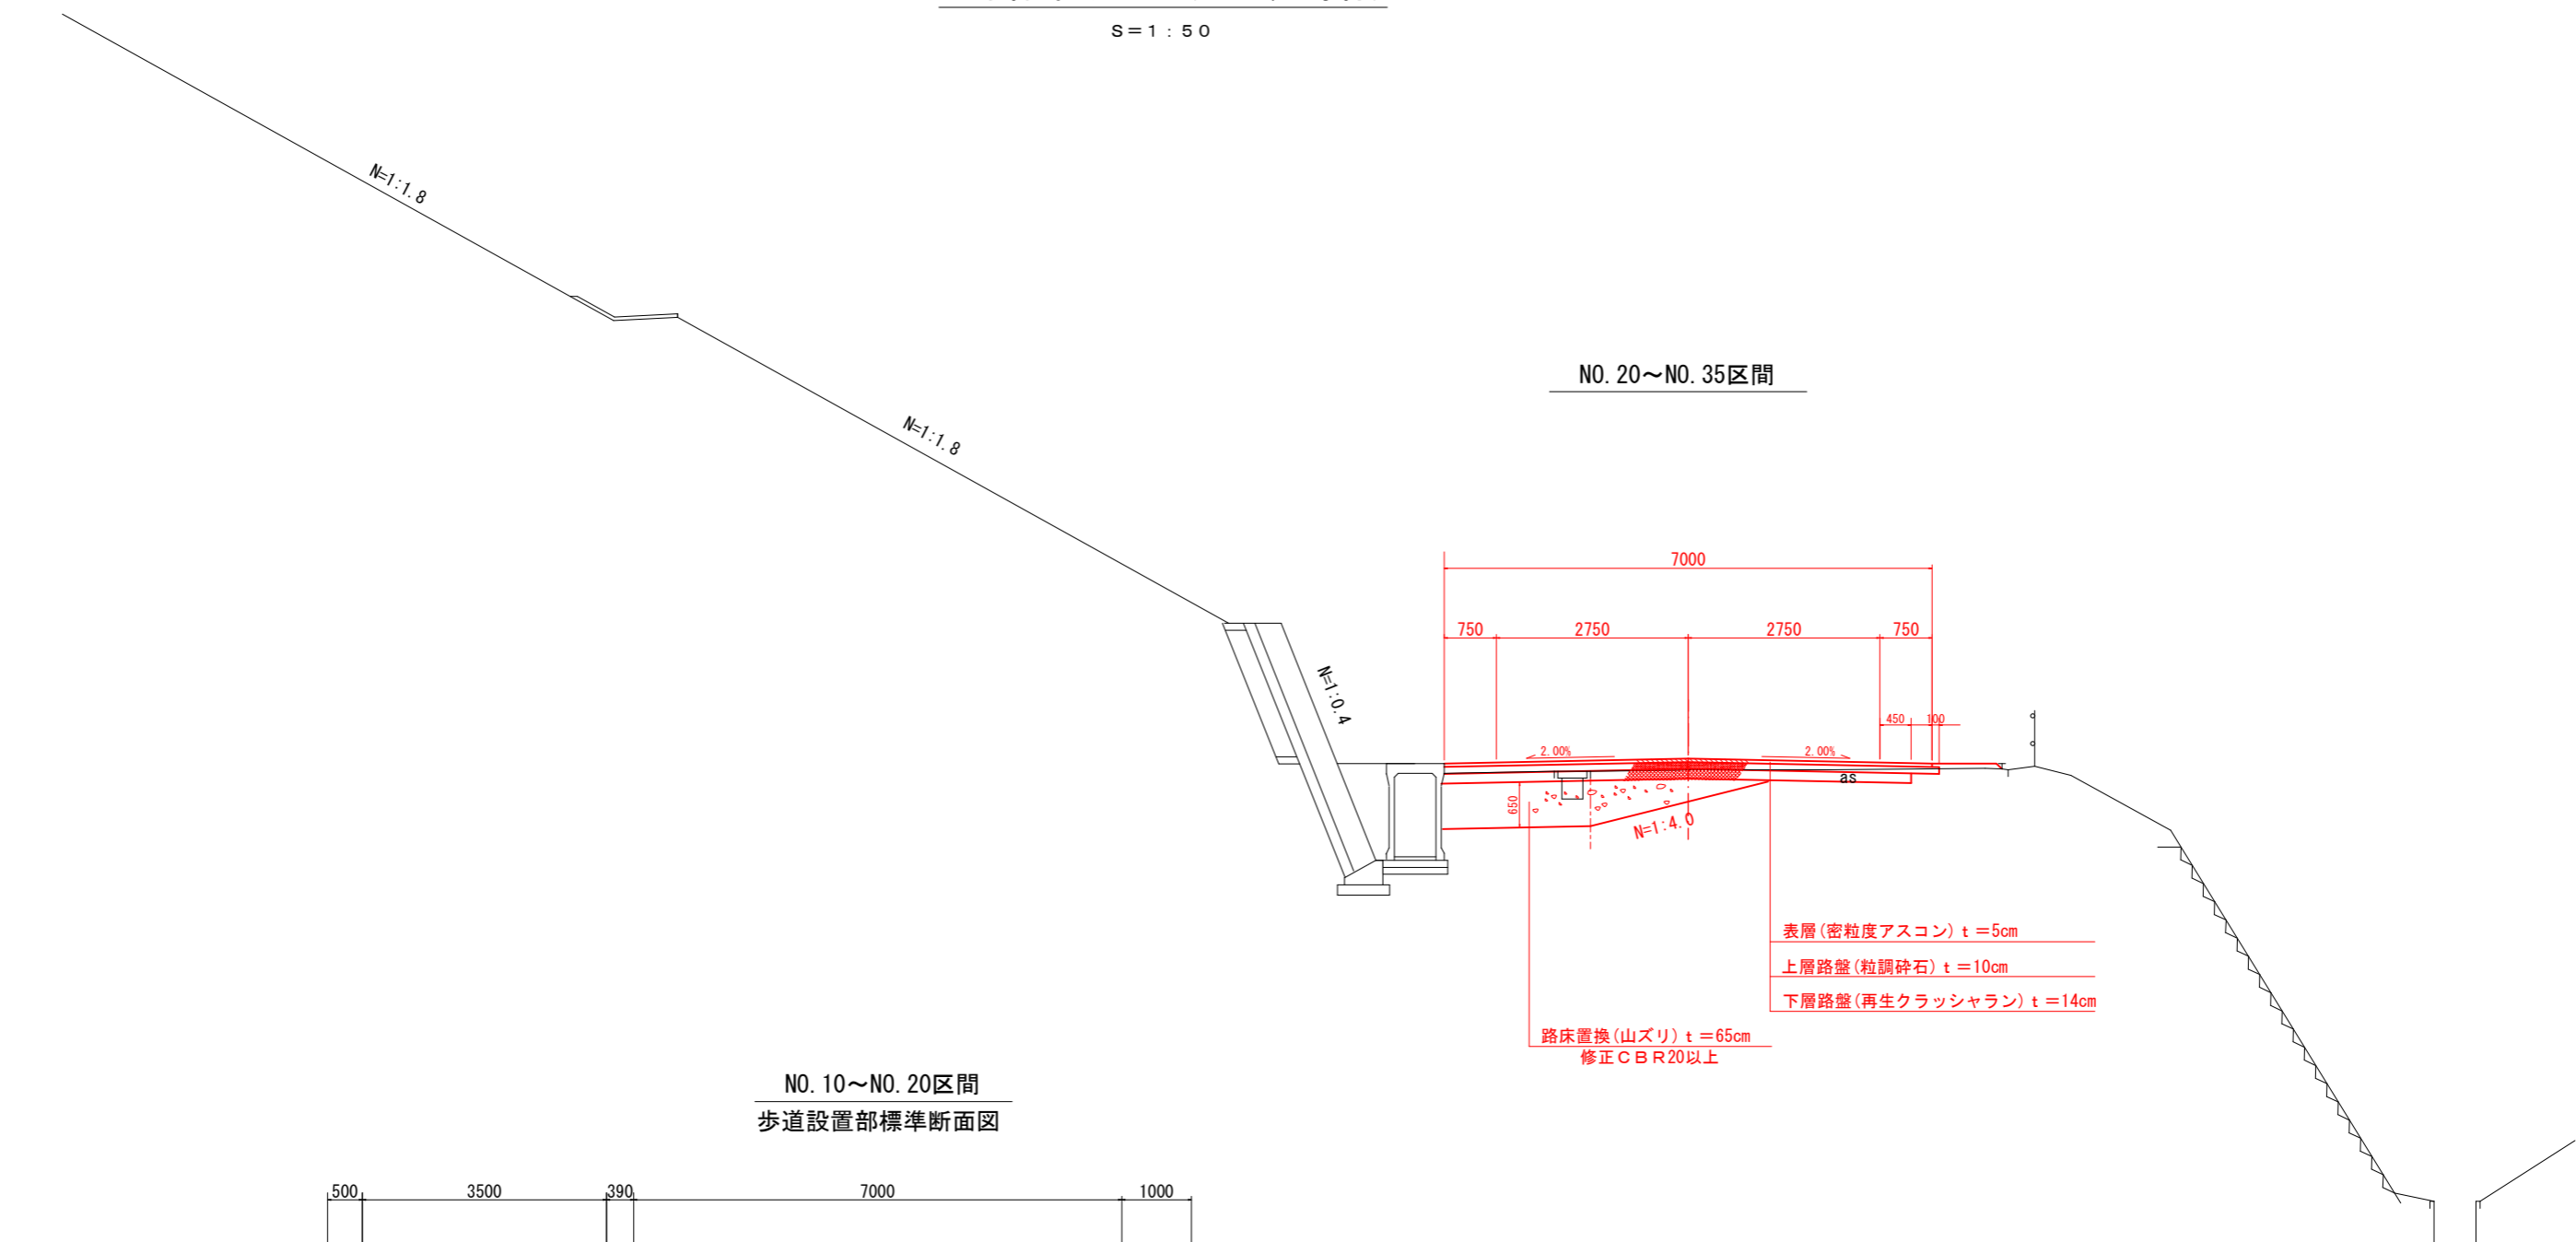 S=1:50
N=1:1.8
N=1:1.8
NO.20～NO.35区間
7000
750 2750 2750 750
N=1:0.4
450 100
2.00% 2.00%
as
650
N=1:4.0
表層(密粒度アスコン)t=5cm
上層路盤(粒調砕石)t=10cm
下層路盤(再生クラッシャラン)t=14cm
路床置換(山ズリ)t=65cm
修正CBR20以上
NO.10～NO.20区間
歩道設置部標準断面図
500 3500 390 7000 1000